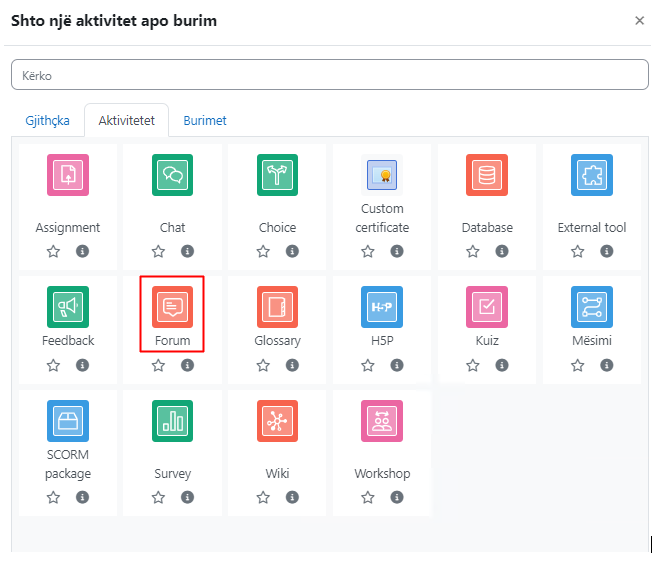 Shto një aktivitet apo burim
Kërko
Gjithçka Aktivitetet Burimet
Assignment Chat Choice Custom certificate Database External tool
Feedback Forum Glossary H5P Kuiz Mësimi
SCORM package Survey Wiki Workshop